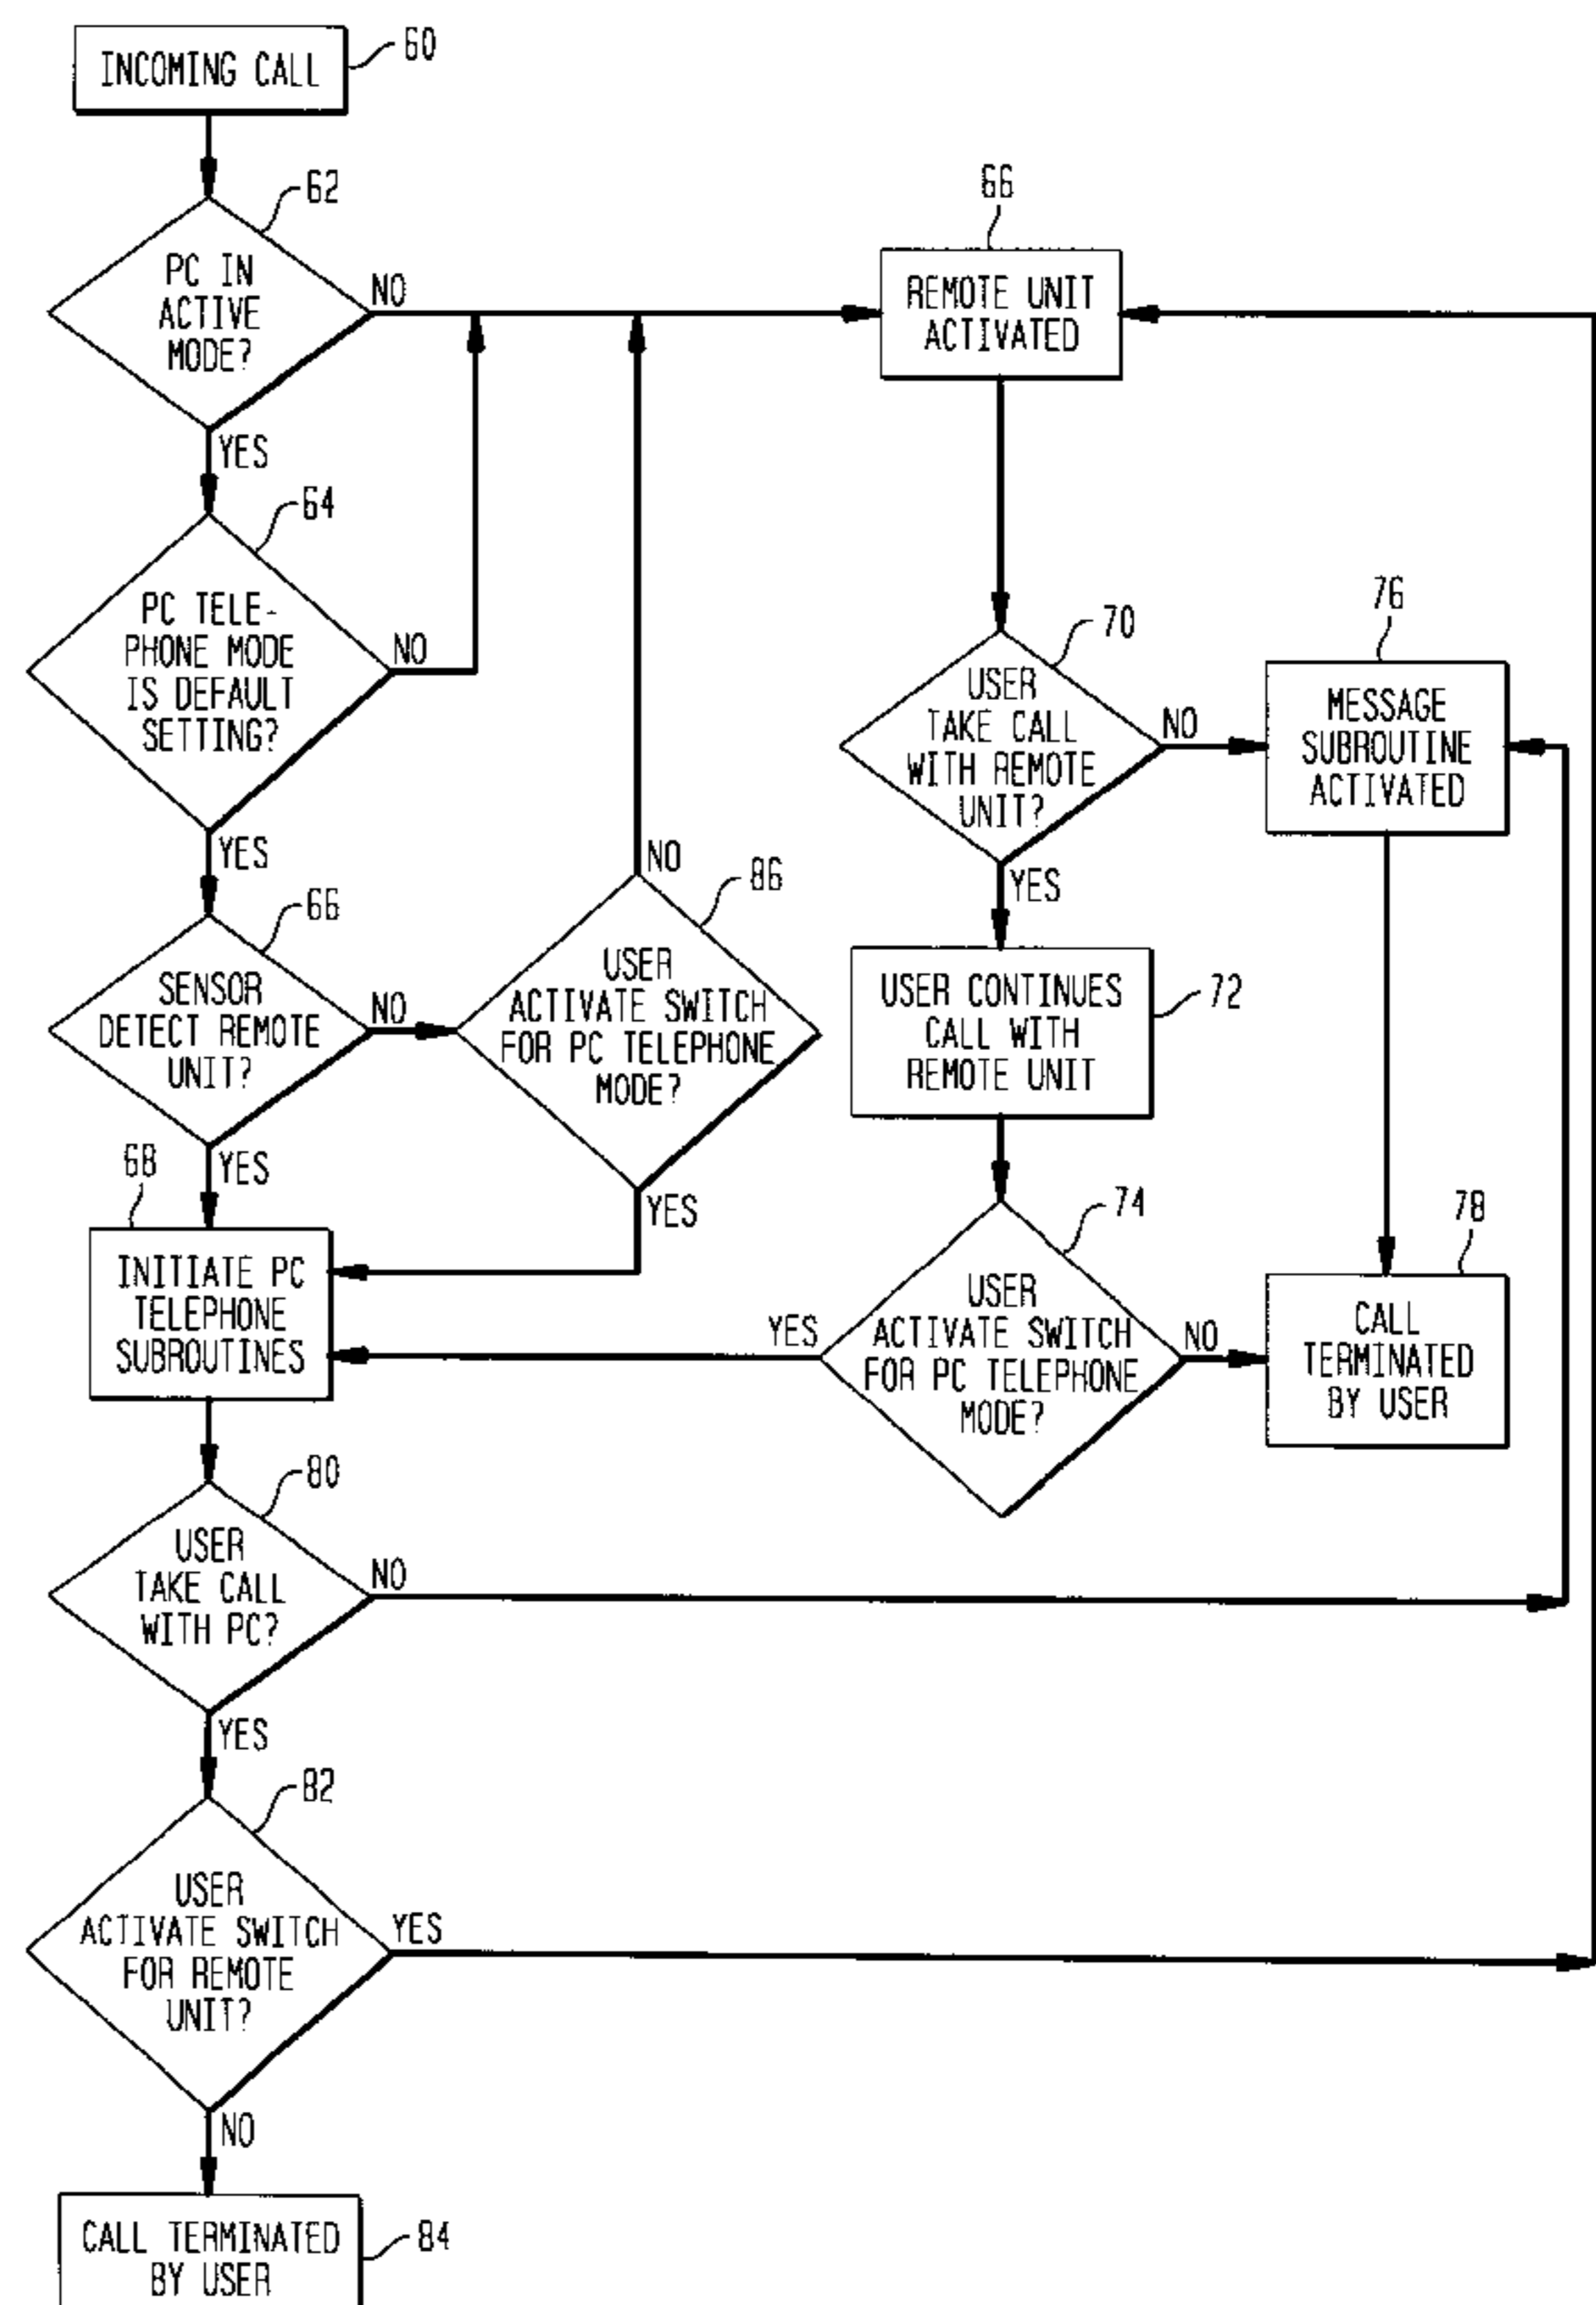 INCOMING CALL
60
62
PC IN
ACTIVE
MODE?
NO
YES
64
PC TELE-
PHONE MODE
IS DEFAULT
SETTING?
NO
YES
66
SENSOR
DETECT REMOTE
UNIT?
NO
YES
86
USER
ACTIVATE SWITCH
FOR PC TELEPHONE
MODE?
NO
YES
68
INITIATE PC
TELEPHONE
SUBROUTINES
80
USER
TAKE CALL
WITH PC?
NO
YES
82
USER
ACTIVATE SWITCH
FOR REMOTE
UNIT?
YES
NO
CALL TERMINATED
BY USER
84
66
REMOTE UNIT
ACTIVATED
70
USER
TAKE CALL
WITH REMOTE
UNIT?
NO
YES
76
MESSAGE
SUBROUTINE
ACTIVATED
USER CONTINUES
CALL WITH
REMOTE UNIT
72
74
USER
ACTIVATE SWITCH
FOR PC TELEPHONE
MODE?
YES
NO
78
CALL
TERMINATED
BY USER